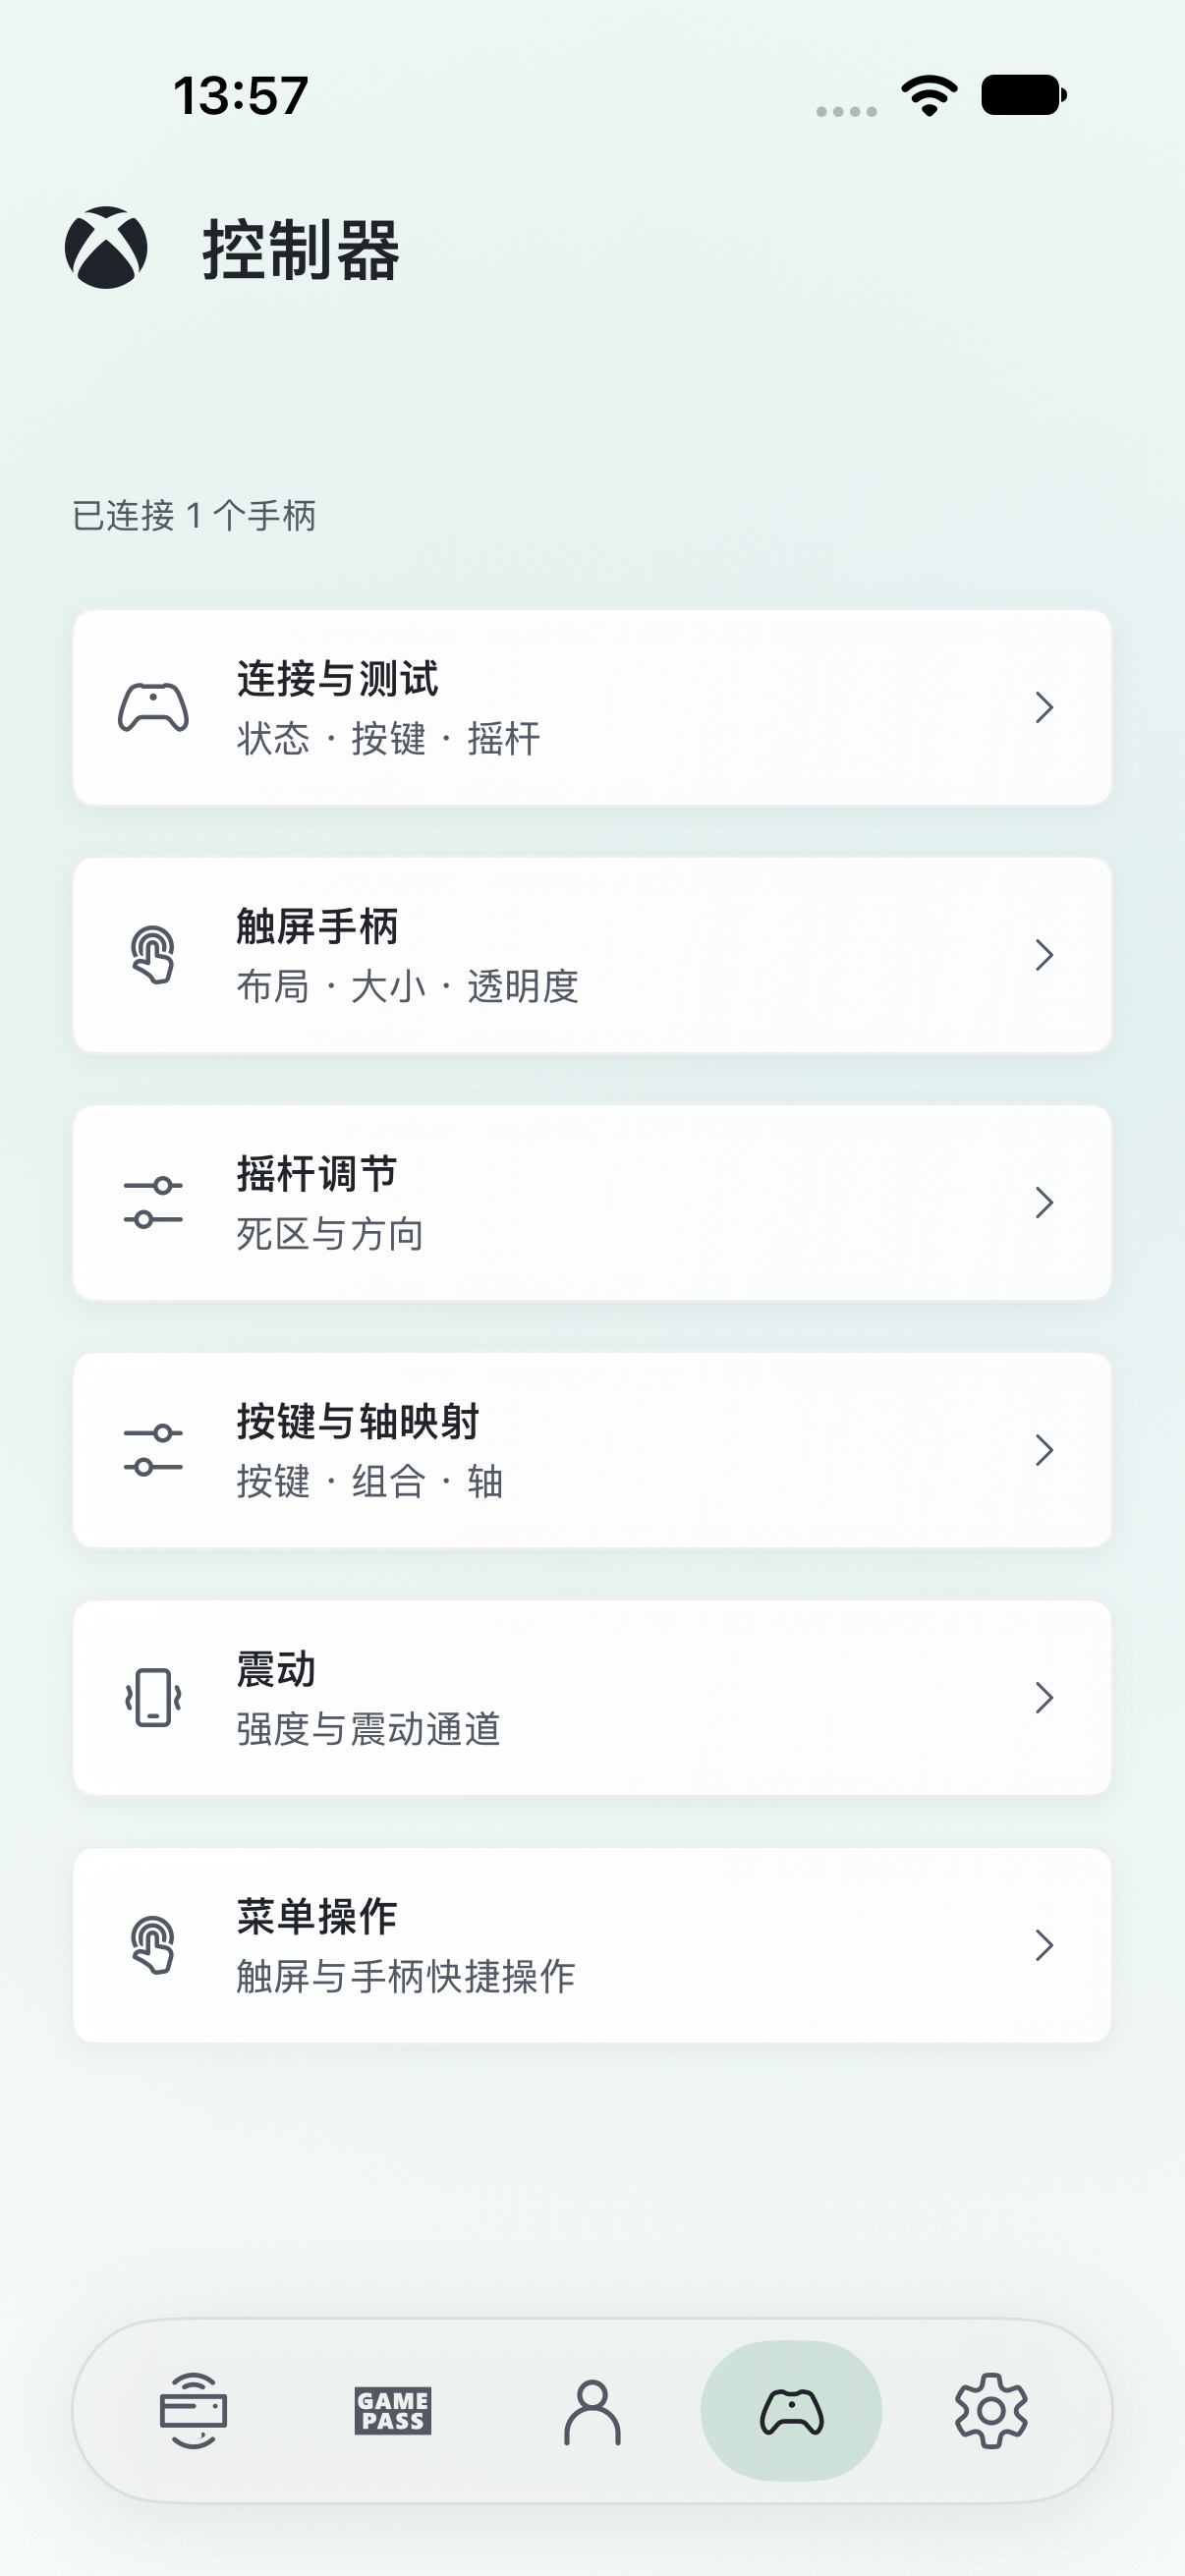 13:57
控制器
已连接 1 个手柄
连接与测试
状态 · 按键 · 摇杆
触屏手柄
布局 · 大小 · 透明度
摇杆调节
死区与方向
按键与轴映射
按键 · 组合 · 轴
震动
强度与震动通道
菜单操作
触屏与手柄快捷操作
GAME
PASS